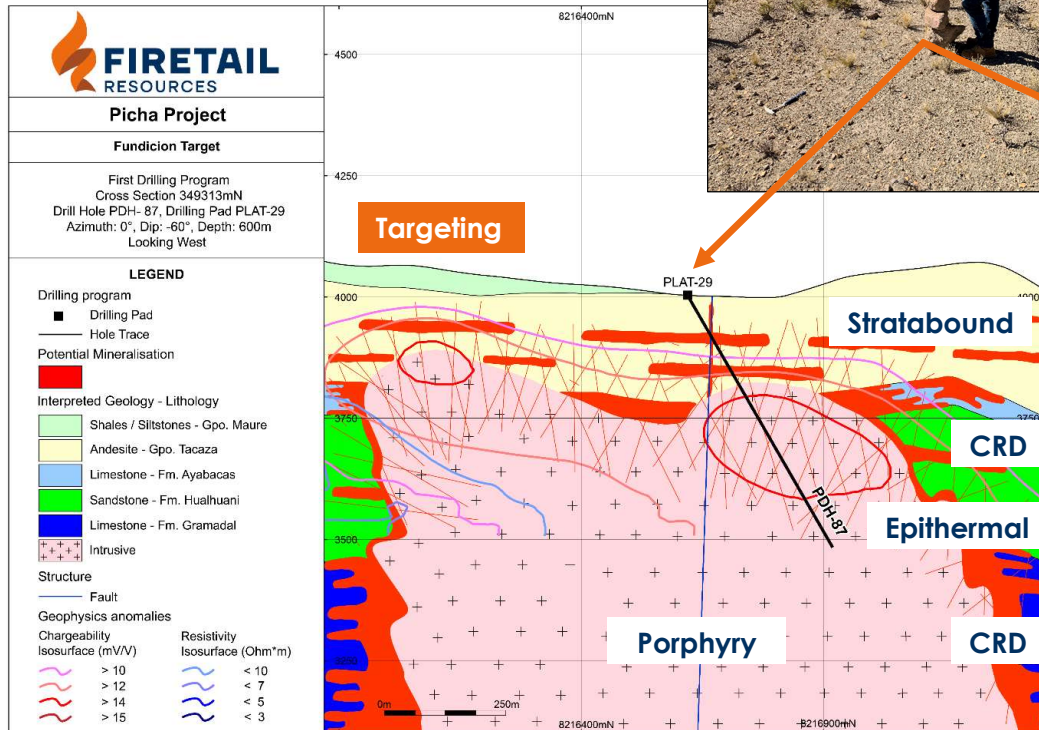 FIRETAIL
RESOURCES
Picha Project
Fundicion Target
First Drilling Program
Cross Section 349313mN
Drill Hole PDH- 87, Drilling Pad PLAT-29
Azimuth: 0°, Dip: -60°, Depth: 600m
Looking West
LEGEND
Drilling program
Drilling Pad
Hole Trace
Potential Mineralisation
Interpreted Geology - Lithology
Shales / Siltstones - Gpo. Maure
Andesite - Gpo. Tacaza
Limestone - Fm. Ayabacas
Sandstone - Fm. Hualhuani
Limestone - Fm. Gramadal
Intrusive
Structure
Fault
Geophysics anomalies
Chargeability Resistivity
Isosurface (mV/V) Isosurface (Ohm*m)
> 10 < 10
> 12 < 7
> 14 < 5
> 15 < 3
8216400mN
4500
4250
Targeting
PLAT-29
4000
Stratabound
3750
CRD
PDH-87
Epithermal
3500
Porphyry
CRD
0m 250m
8216400mN 8216900mN